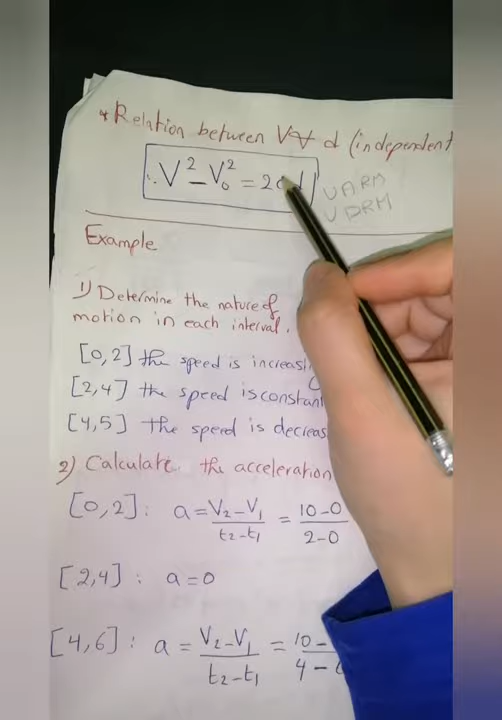 * Relation between V & d (independent
∴ V² - V₀² = 2ad
UARM
UDRM
Example
1) Determine the nature of
motion in each interval.
[0,2] the speed is increasi
[2,4] the speed is constant
[4,5] the speed is decreas
2) Calculate the acceleration
[0,2] : a = V₂-V₁ / t₂-t₁ = 10-0 / 2-0
[2,4] : a = 0
[4,6] : a = V₂-V₁ / t₂-t₁ = 10- / 4-